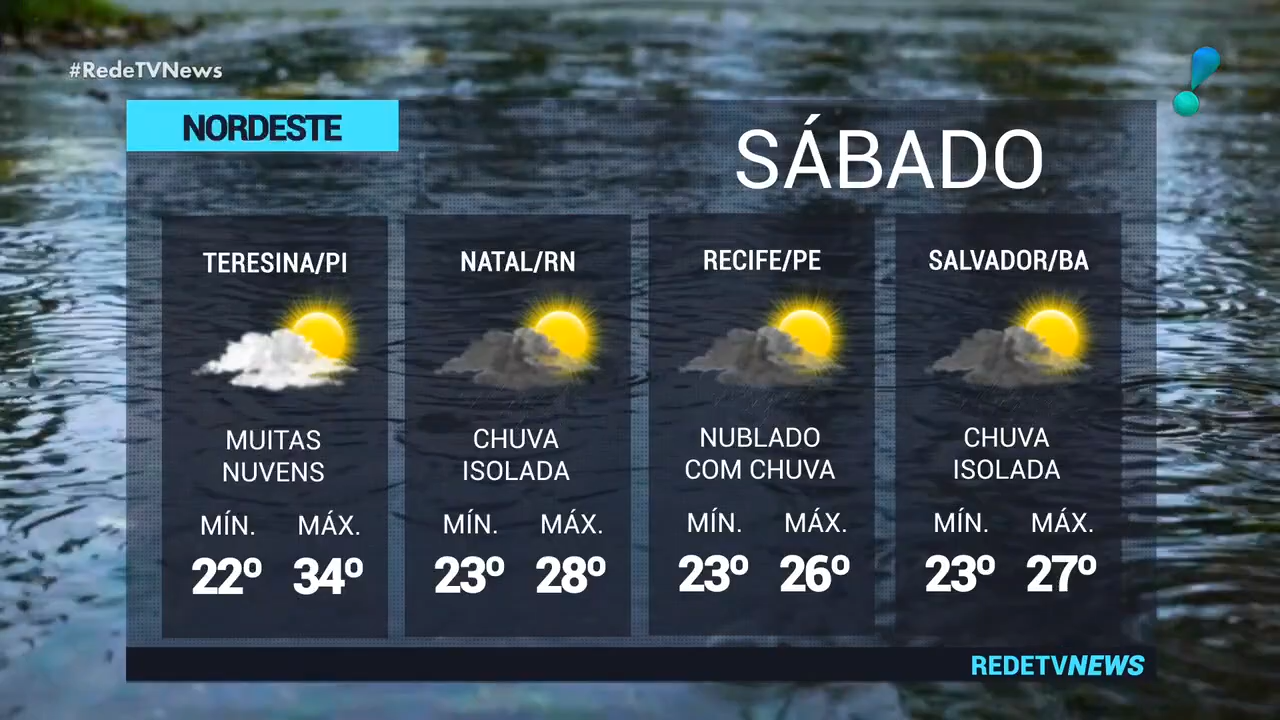 #RedeTVNews
NORDESTE
SÁBADO
TERESINA/PI
MUITAS
NUVENS
MÍN. MÁX.
22º 34º
NATAL/RN
CHUVA
ISOLADA
MÍN. MÁX.
23º 28º
RECIFE/PE
NUBLADO
COM CHUVA
MÍN. MÁX.
23º 26º
SALVADOR/BA
CHUVA
ISOLADA
MÍN. MÁX.
23º 27º
REDETVNEWS